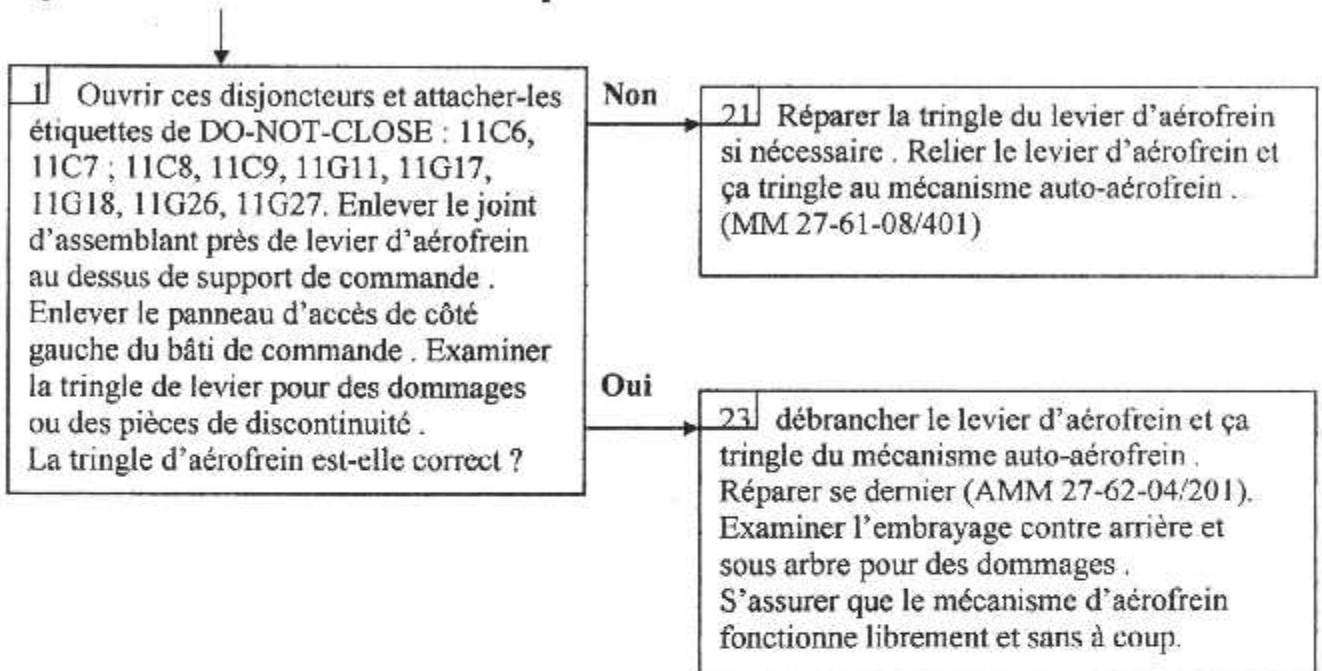 1 Ouvrir ces disjoncteurs et attacher-les
étiquettes de DO-NOT-CLOSE : 11C6,
11C7 ; 11C8, 11C9, 11G11, 11G17,
11G18, 11G26, 11G27. Enlever le joint
d'assemblant près de levier d'aérofrein
au dessus de support de commande .
Enlever le panneau d'accès de côté
gauche du bâti de commande . Examiner
la tringle de levier pour des dommages
ou des pièces de discontinuité .
La tringle d'aérofrein est-elle correct ?
Non
21 Réparer la tringle du levier d'aérofrein
si nécessaire . Relier le levier d'aérofrein et
ça tringle au mécanisme auto-aérofrein .
(MM 27-61-08/401)
Oui
23 débrancher le levier d'aérofrein et ça
tringle du mécanisme auto-aérofrein .
Réparer se dernier (AMM 27-62-04/201).
Examiner l'embrayage contre arrière et
sous arbre pour des dommages .
S'assurer que le mécanisme d'aérofrein
fonctionne librement et sans à coup.